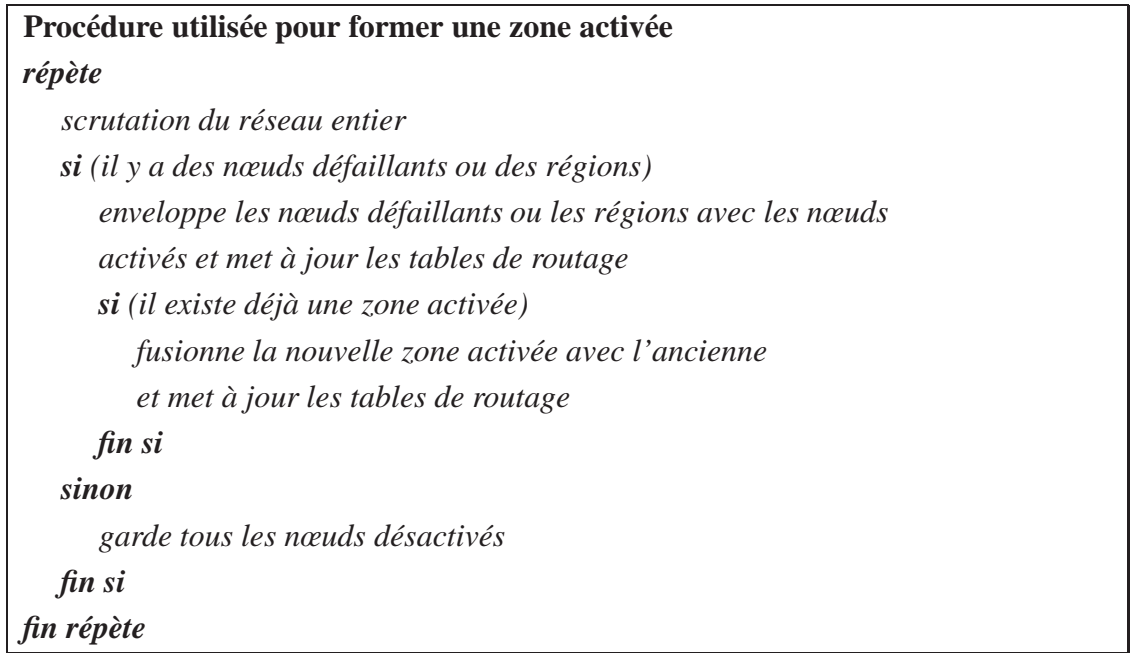 Procédure utilisée pour former une zone activée
répète
scrutation du réseau entier
si (il y a des nœuds défaillants ou des régions)
enveloppe les nœuds défaillants ou les régions avec les nœuds
activés et met à jour les tables de routage
si (il existe déjà une zone activée)
fusionne la nouvelle zone activée avec l'ancienne
et met à jour les tables de routage
fin si
sinon
garde tous les nœuds désactivés
fin si
fin répète